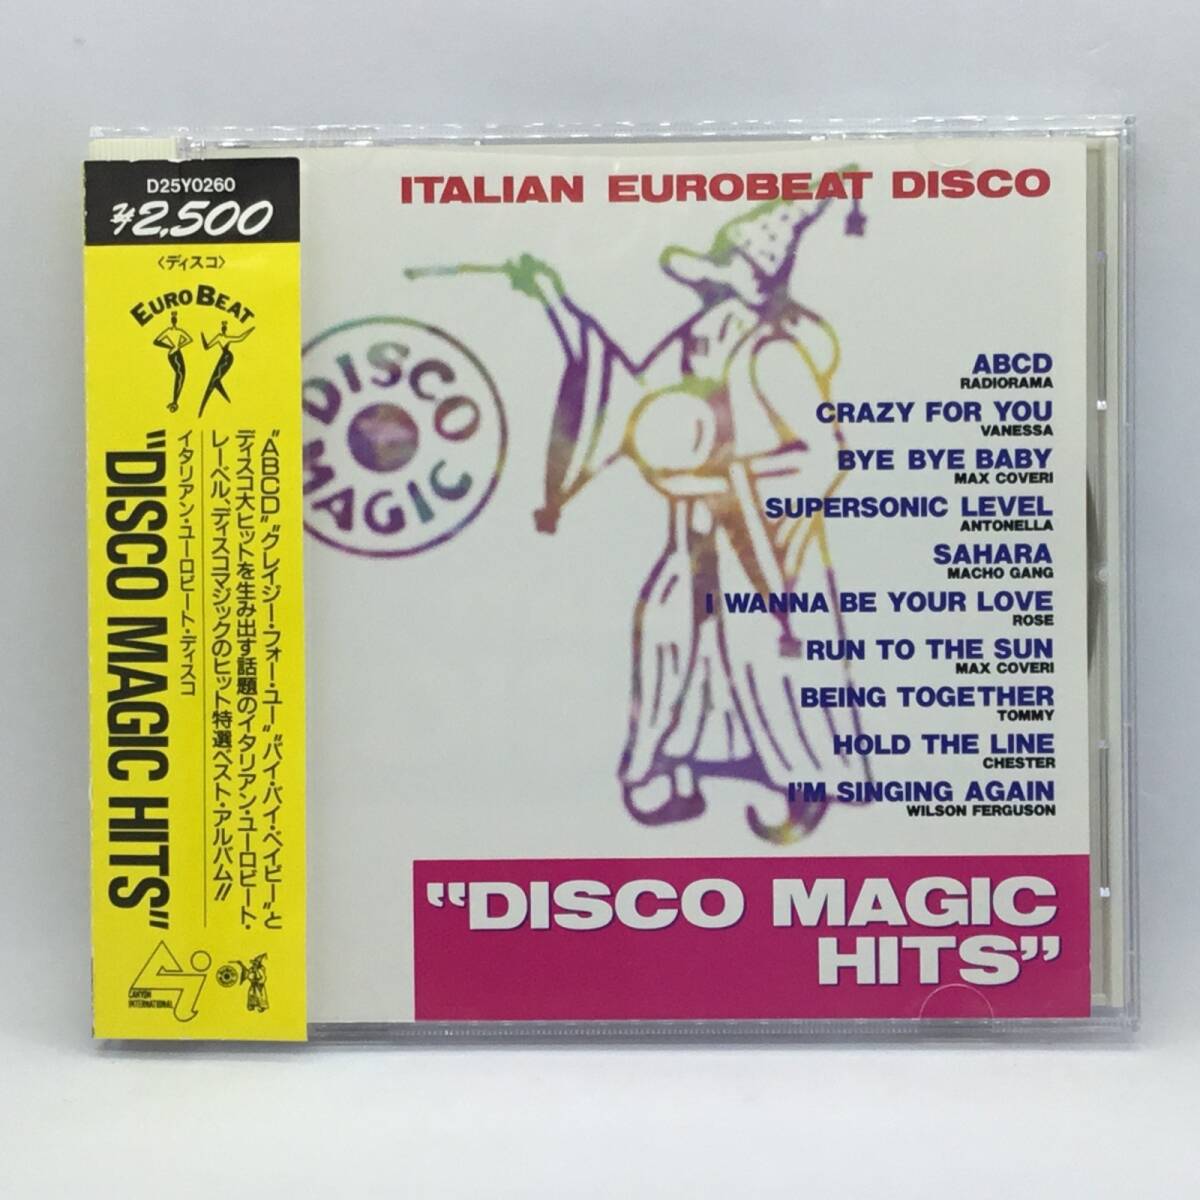 D25Y0260
¥2,500
〈ディスコ〉
EURO BEAT
"ABCD"、"クレイジー・フォー・ユー"、"バイ・バイ・ベイビー"と
ディスコ大ヒットを生み出す話題のイタリアン・ユーロビート・
レーベル、ディスコマジックのヒット特選ベスト・アルバム!!
イタリアン・ユーロビート・ディスコ
"DISCO MAGIC HITS"
CANYON
INTERNATIONAL
ITALIAN EUROBEAT DISCO
DISCO
MAGIC
ABCD
RADIORAMA
CRAZY FOR YOU
VANESSA
BYE BYE BABY
MAX COVERI
SUPERSONIC LEVEL
ANTONELLA
SAHARA
MACHO GANG
I WANNA BE YOUR LOVE
ROSE
RUN TO THE SUN
MAX COVERI
BEING TOGETHER
TOMMY
HOLD THE LINE
CHESTER
I'M SINGING AGAIN
WILSON FERGUSON
"DISCO MAGIC
HITS"